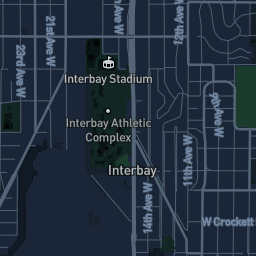 21st Ave W
14th Ave W
12th Ave W
23rd Ave W
Interbay Stadium
9th Ave W
Interbay Athletic
Complex
Interbay
11th Ave W
14th Ave W
W Crockett S